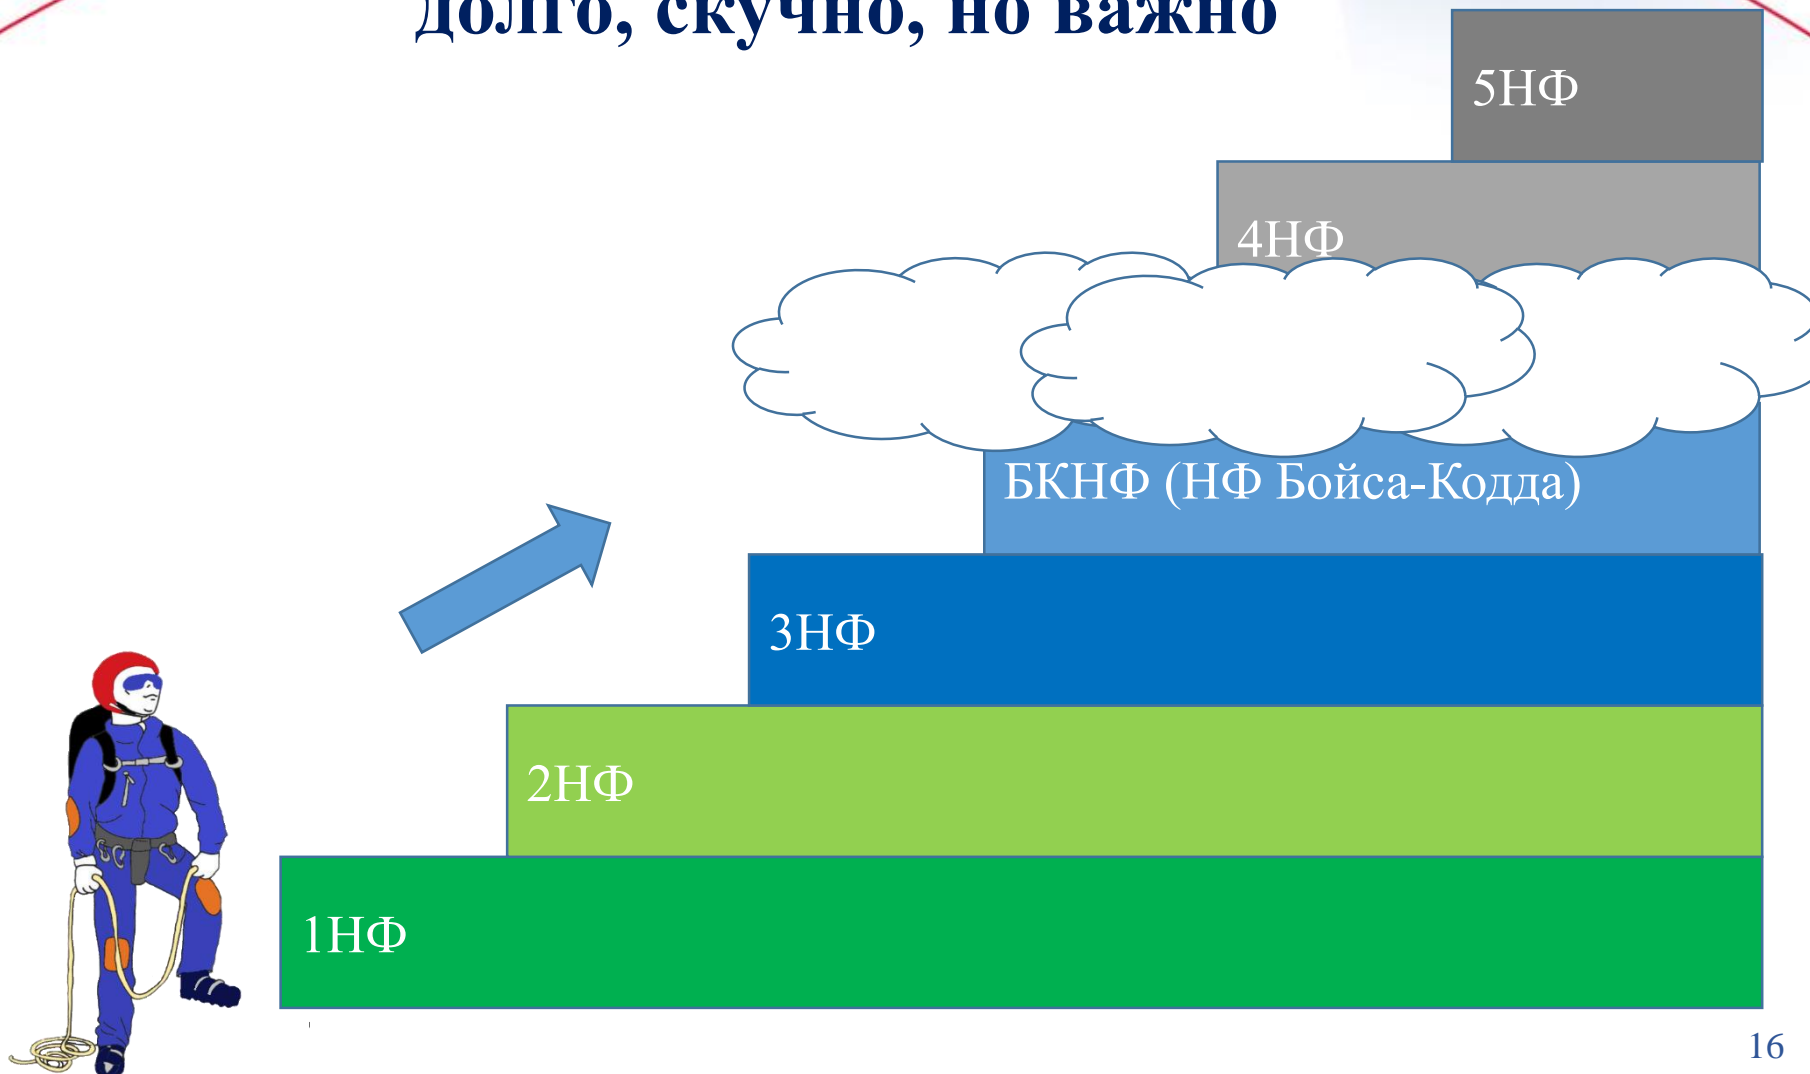 долго, скучно, но важно
5НФ
4НФ
БКНФ (НФ Бойса-Кодда)
3НФ
2НФ
1НФ
16